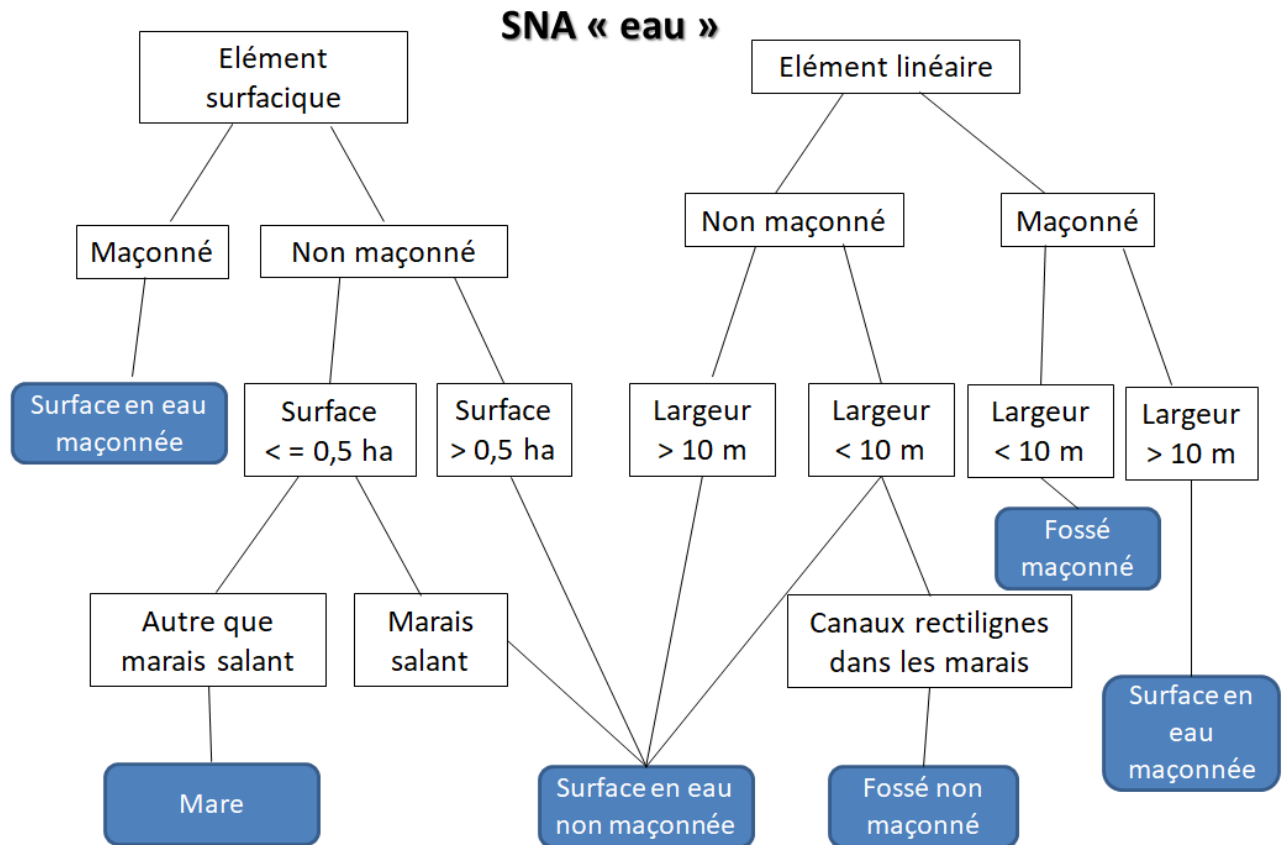 SNA « eau »
Elément
surfacique
Elément linéaire
Maçonné
Non maçonné
Non maçonné
Maçonné
Surface en eau
maçonnée
Surface
< = 0,5 ha
Surface
> 0,5 ha
Largeur
> 10 m
Largeur
< 10 m
Largeur
< 10 m
Largeur
> 10 m
Fossé
maçonné
Autre que
marais salant
Marais
salant
Canaux rectilignes
dans les marais
Surface en
eau
maçonnée
Mare
Surface en eau
non maçonnée
Fossé non
maçonné